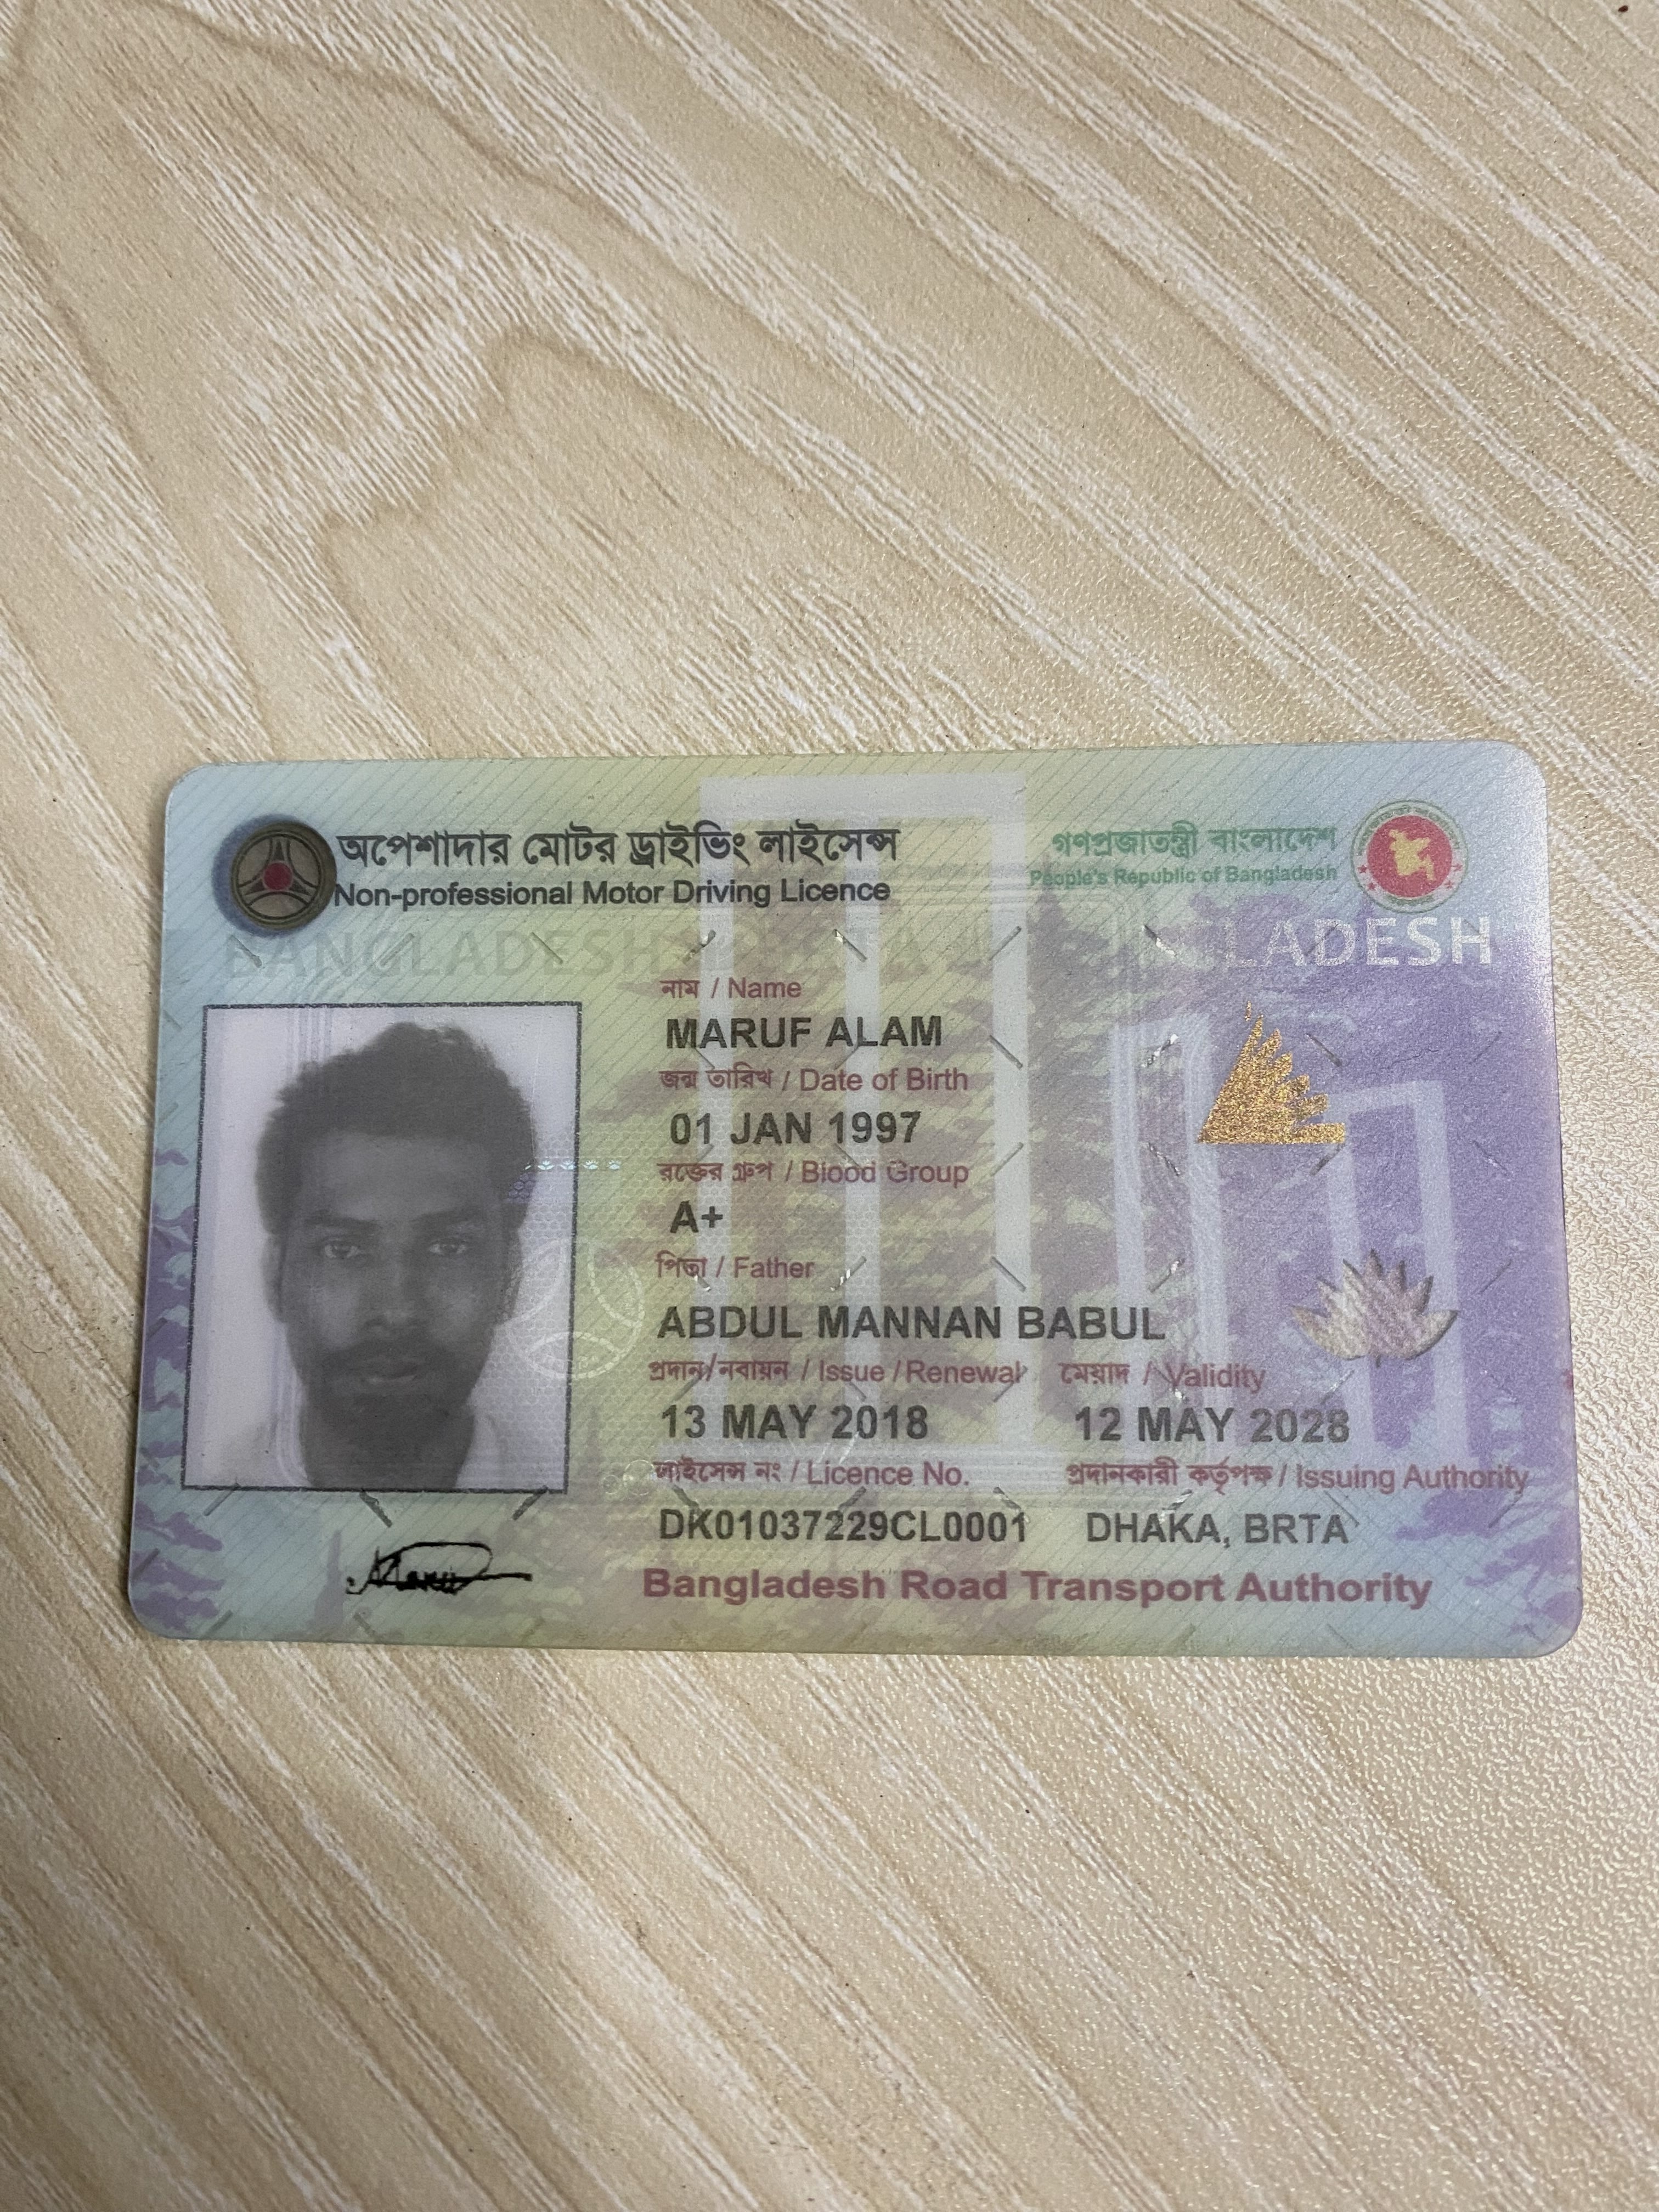 অপেশাদার মোটর ড্রাইভিং লাইসেন্স
Non-professional Motor Driving Licence
গণপ্রজাতন্ত্রী বাংলাদেশ
People's Republic of Bangladesh
BANGLADESH
LADESH
নাম / Name
MARUF ALAM
জন্ম তারিখ / Date of Birth
01 JAN 1997
রক্তের গ্রুপ / Blood Group
A+
পিতা / Father
ABDUL MANNAN BABUL
প্রদান/নবায়ন / Issue /Renewal মেয়াদ / Validity
13 MAY 2018 12 MAY 2028
লাইসেন্স নং / Licence No. প্রদানকারী কর্তৃপক্ষ / Issuing Authority
DK01037229CL0001 DHAKA, BRTA
Bangladesh Road Transport Authority